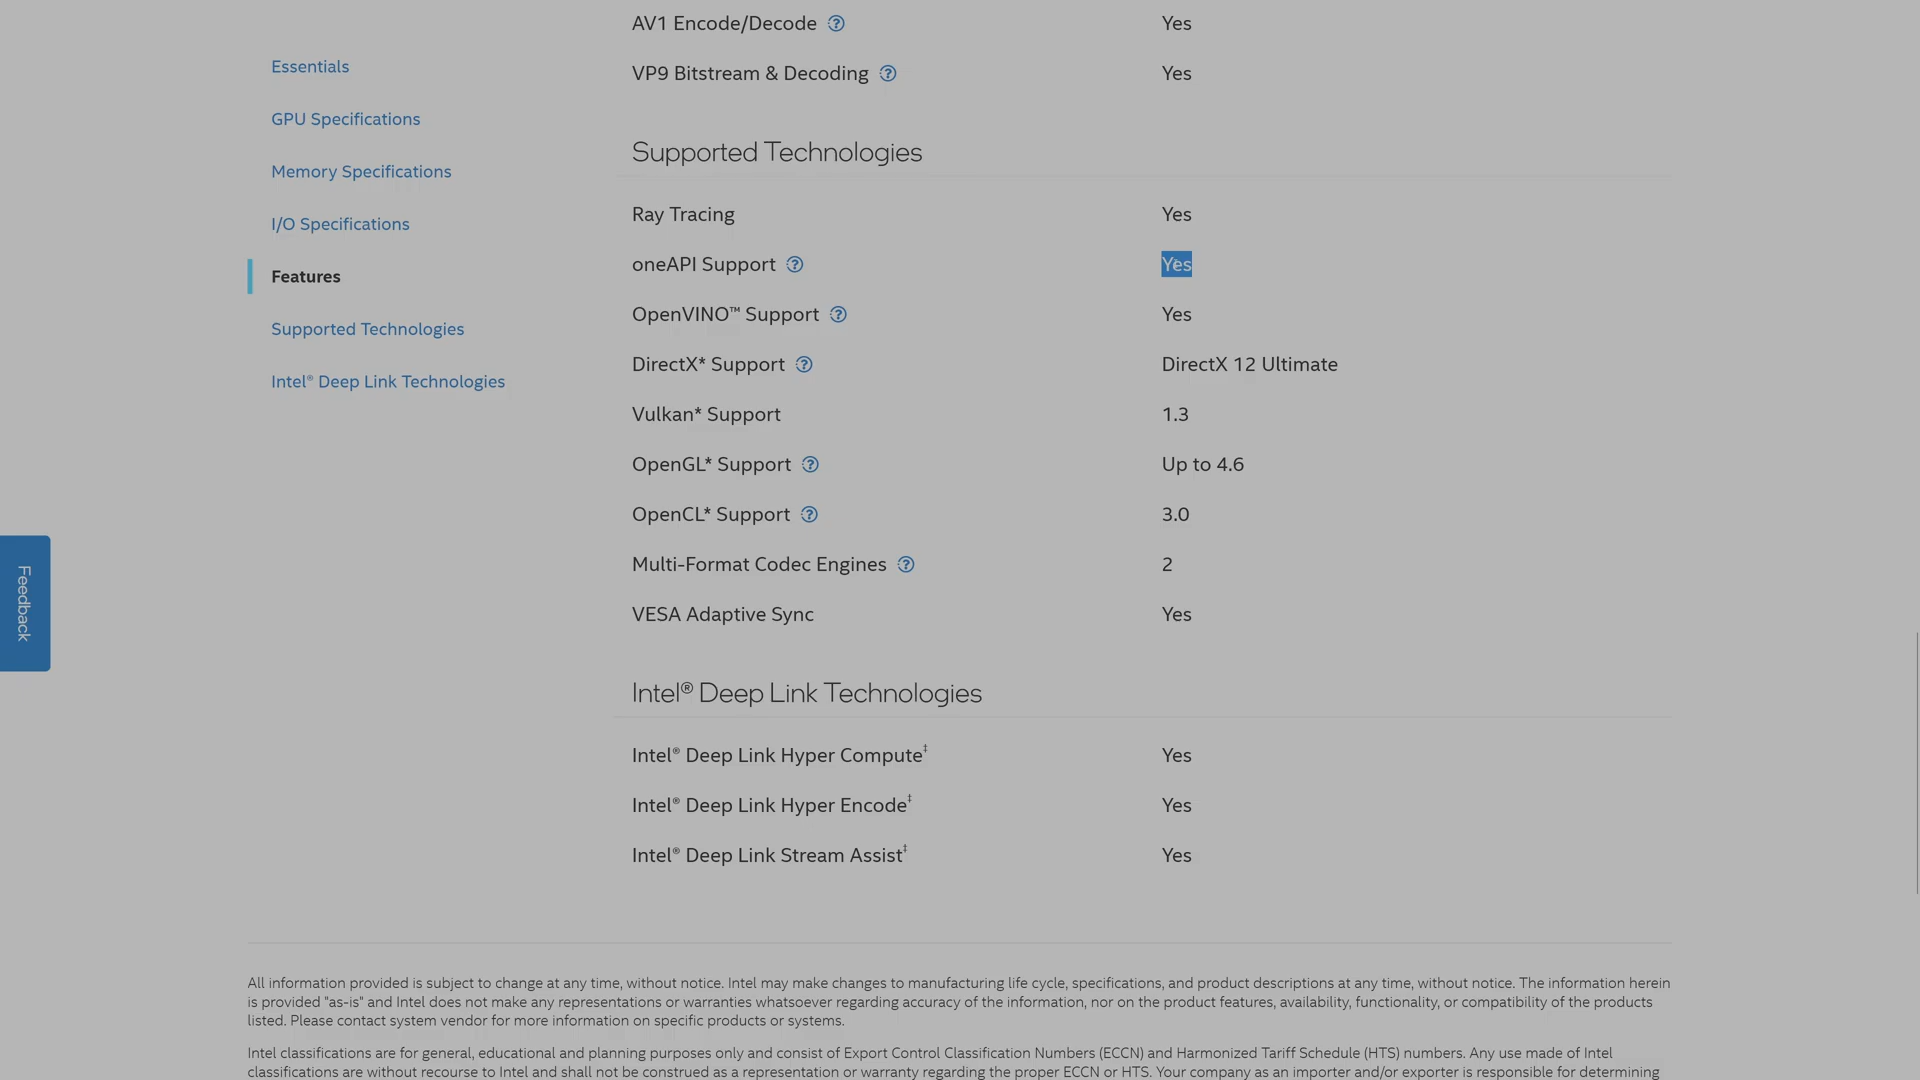 AV1 Encode/Decode Yes
VP9 Bitstream & Decoding Yes
Essentials
GPU Specifications
Memory Specifications
I/O Specifications
Features
Supported Technologies
Intel® Deep Link Technologies
Supported Technologies
Ray Tracing Yes
oneAPI Support Yes
OpenVINO™ Support Yes
DirectX* Support DirectX 12 Ultimate
Vulkan* Support 1.3
OpenGL* Support Up to 4.6
OpenCL* Support 3.0
Multi-Format Codec Engines 2
VESA Adaptive Sync Yes
Feedback
Intel® Deep Link Technologies
Intel® Deep Link Hyper Compute‡ Yes
Intel® Deep Link Hyper Encode‡ Yes
Intel® Deep Link Stream Assist‡ Yes
All information provided is subject to change at any time, without notice. Intel may make changes to manufacturing life cycle, specifications, and product descriptions at any time, without notice. The information herein
is provided "as-is" and Intel does not make any representations or warranties whatsoever regarding accuracy of the information, nor on the product features, availability, functionality, or compatibility of the products
listed. Please contact system vendor for more information on specific products or systems.
Intel classifications are for general, educational and planning purposes only and consist of Export Control Classification Numbers (ECCN) and Harmonized Tariff Schedule (HTS) numbers. Any use made of Intel
classifications are without recourse to Intel and shall not be construed as a representation or warranty regarding the proper ECCN or HTS. Your company as an importer and/or exporter is responsible for determining